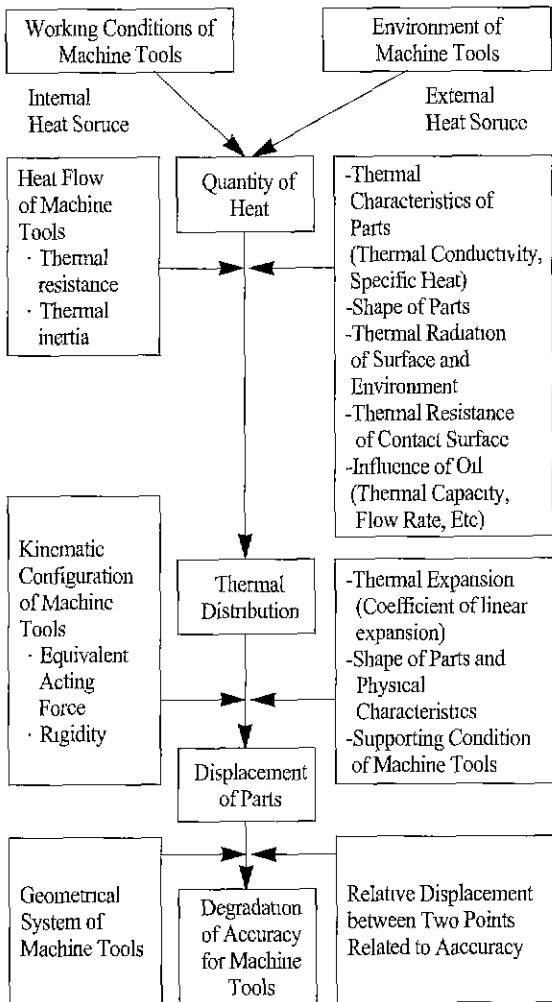 Working Conditions of
Machine Tools
Environment of
Machine Tools
Internal
Heat Soruce
External
Heat Soruce
Heat Flow
of Machine
Tools
· Thermal
resistance
· Thermal
inertia
Quantity of
Heat
-Thermal
Characteristics of
Parts
(Thermal Conductivity,
Specific Heat)
-Shape of Parts
-Thermal Radiation
of Surface and
Environment
-Thermal Resistance
of Contact Surface
-Influence of Oil
(Thermal Capacity,
Flow Rate, Etc)
Kinematic
Configuration
of Machine
Tools
· Equivalent
Acting
Force
· Rigidity
Thermal
Distribution
-Thermal Expansion
(Coefficient of linear
expansion)
-Shape of Parts and
Physical
Characteristics
-Supporting Condition
of Machine Tools
Displacement
of Parts
Geometrical
System of
Machine Tools
Degradation
of Accuracy
for Machine
Tools
Relative Displacement
between Two Points
Related to Aaccuracy